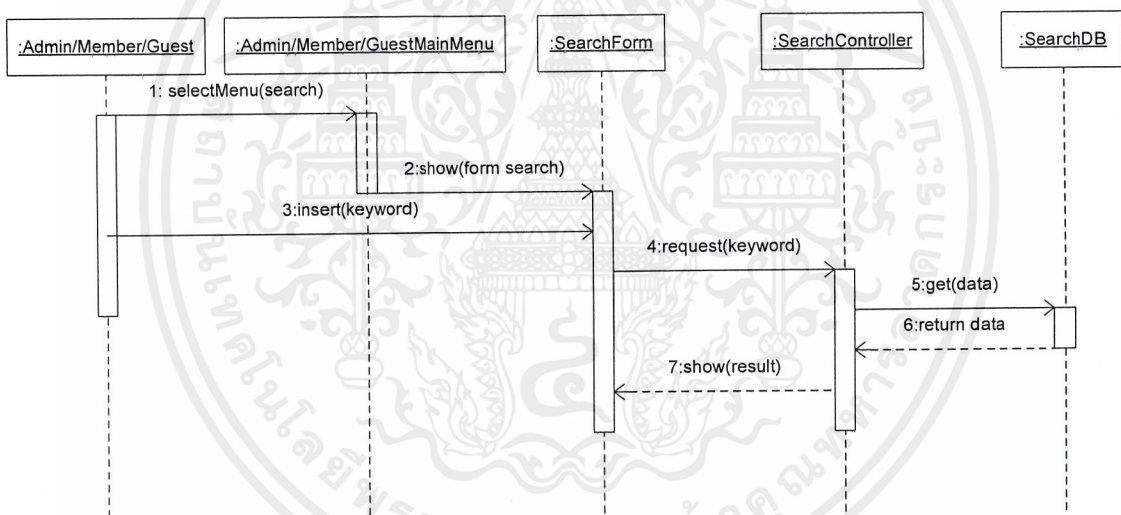 :Admin/Member/Guest
:Admin/Member/GuestMainMenu
:SearchForm
:SearchController
:SearchDB
1: selectMenu(search)
2:show(form search)
3:insert(keyword)
4:request(keyword)
5:get(data)
6:return data
7:show(result)